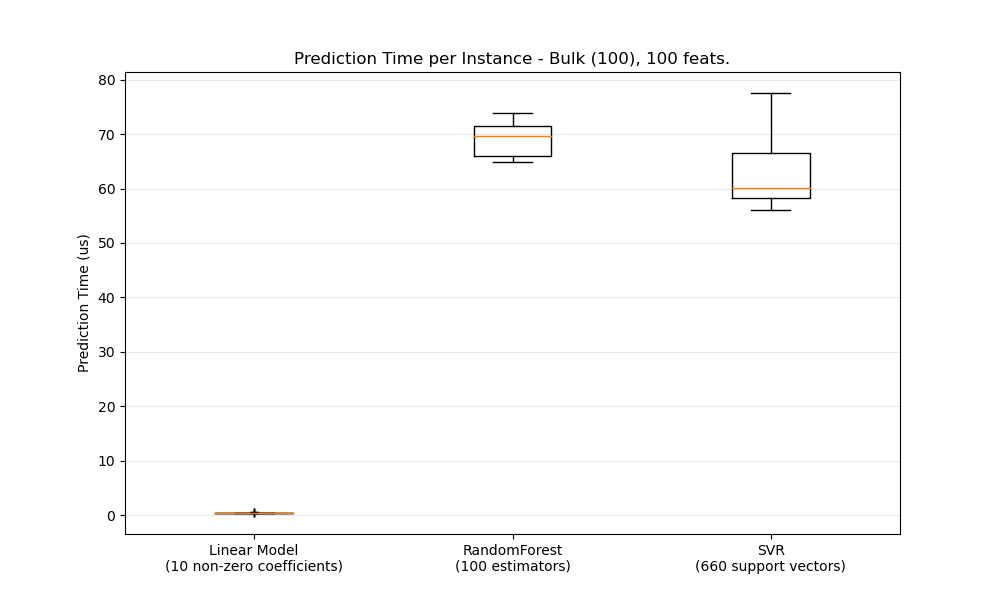 Prediction Time per Instance - Bulk (100), 100 feats.
Prediction Time (us)
80
70
60
50
40
30
20
10
0
Linear Model
(10 non-zero coefficients)
RandomForest
(100 estimators)
SVR
(660 support vectors)